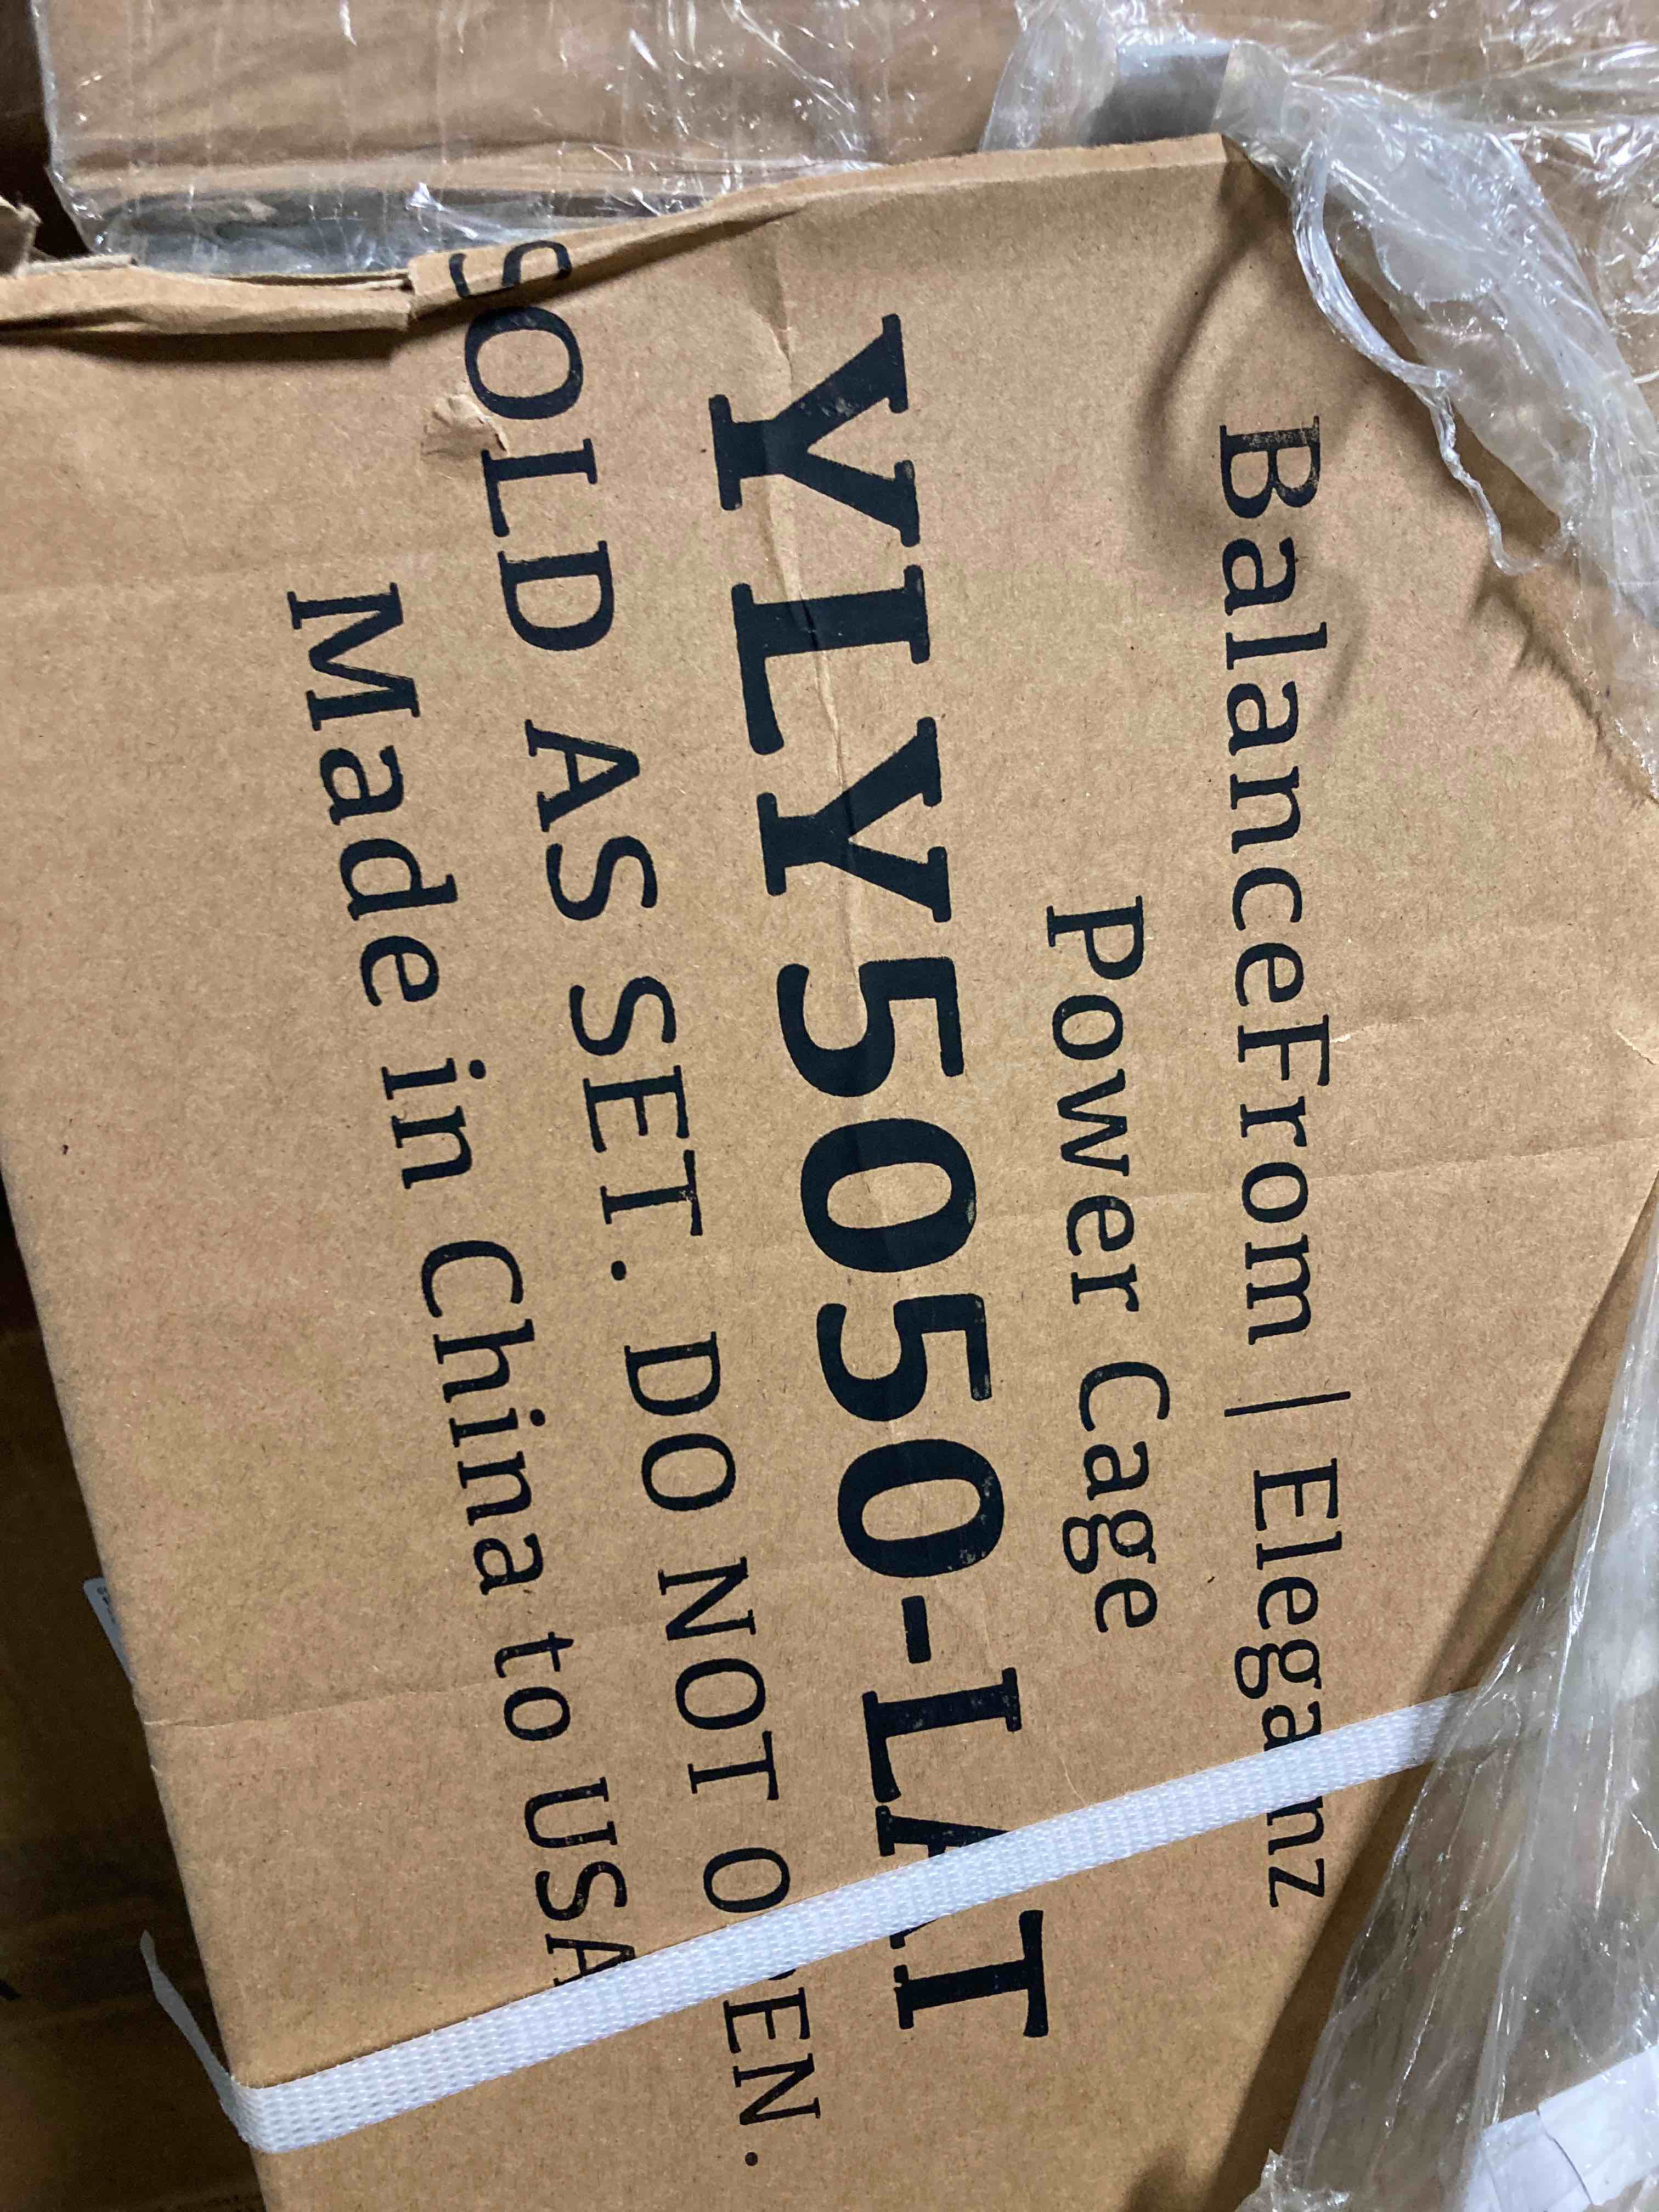 BalanceFrom | Eleganz
Power Cage
YLY5050-LAT
SOLD AS SET. DO NOT OPEN.
Made in China to USA